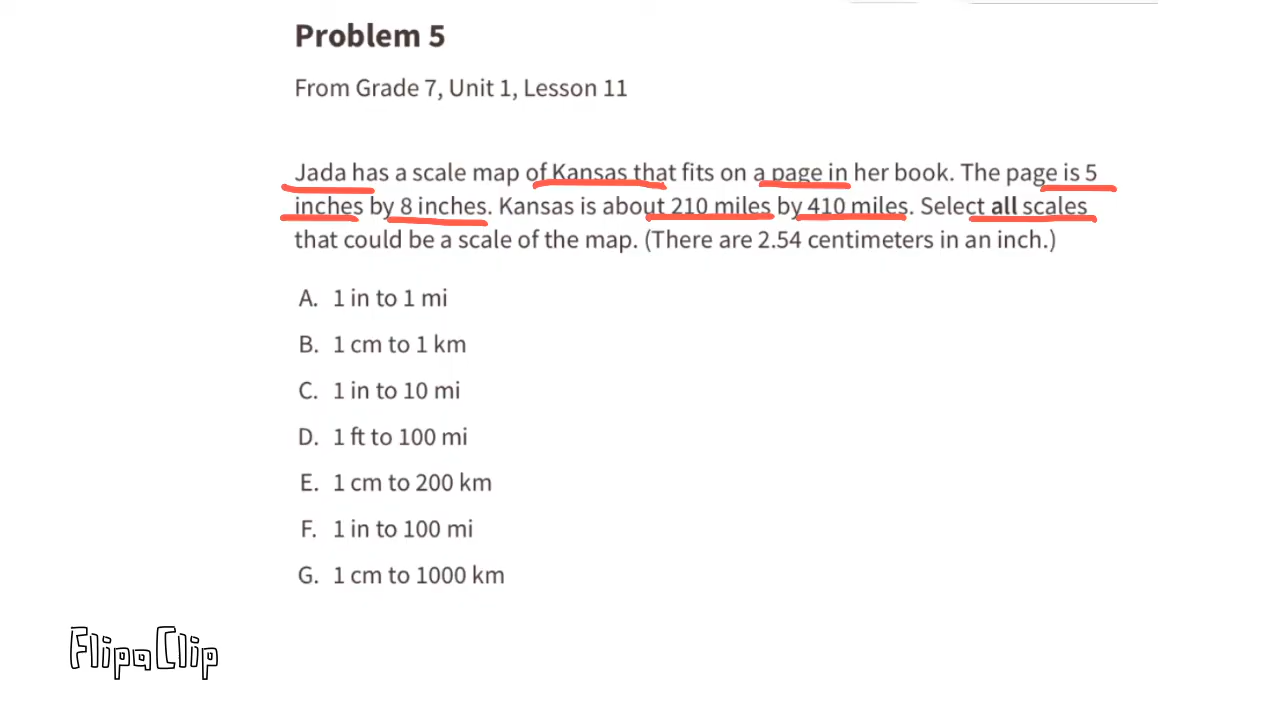 Problem 5
From Grade 7, Unit 1, Lesson 11
Jada has a scale map of Kansas that fits on a page in her book. The page is 5
inches by 8 inches. Kansas is about 210 miles by 410 miles. Select all scales
that could be a scale of the map. (There are 2.54 centimeters in an inch.)
A. 1 in to 1 mi
B. 1 cm to 1 km
C. 1 in to 10 mi
D. 1 ft to 100 mi
E. 1 cm to 200 km
F. 1 in to 100 mi
G. 1 cm to 1000 km
FlipaClip